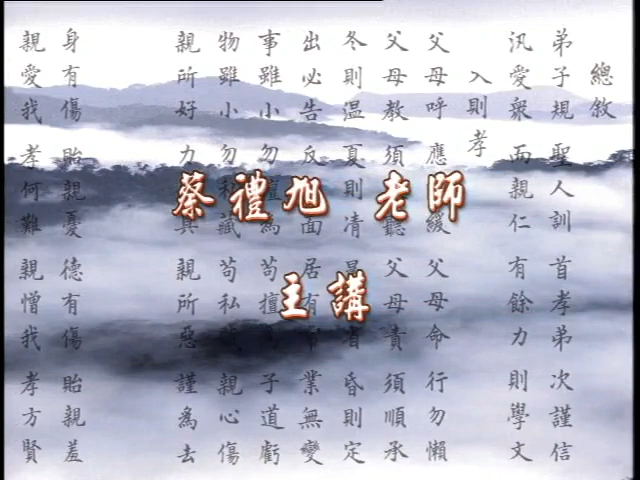 總敘
弟子規 聖人訓 首孝弟 次謹信
汎愛眾 而親仁 有餘力 則學文
入則孝
父母呼 應緩 父母命 行勿懶
父母教 須聽 父母責 須順承
冬則溫 夏則凊 省 昏則定
出必告 反面 居有 業無變
事雖小 勿為 苟擅 子道虧
物雖小 勿私藏 苟私 親心傷
親所好 力具 親所惡 謹為去
身有傷 貽親憂 德有傷 貽親羞
親愛我 孝何難 親憎我 孝方賢
蔡禮旭 老師
主講